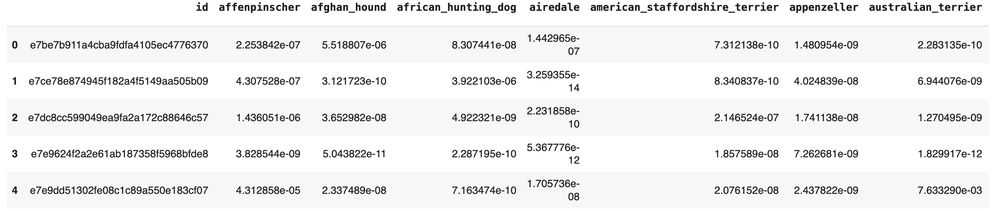 id affenpinscher afghan_hound african_hunting_dog airedale american_staffordshire_terrier appenzeller australian_terrier
0 e7be7b911a4cba9fdfa4105ec4776370 2.253842e-07 5.518807e-06 8.307441e-08 1.442965e-07 7.312138e-10 1.480954e-09 2.283135e-10
1 e7ce78e874945f182a4f5149aa505b09 4.307528e-07 3.121723e-10 3.922103e-06 3.259355e-14 8.340837e-10 4.024839e-08 6.944076e-09
2 e7dc8cc599049ea9fa2a172c88646c57 1.436051e-06 3.652982e-08 4.922321e-09 2.231858e-10 2.146524e-07 1.741138e-08 1.270495e-09
3 e7e9624f2a2e61ab187358f5968bfde8 3.828544e-09 5.043822e-11 2.287195e-10 5.367776e-12 1.857589e-08 7.262681e-09 1.829917e-12
4 e7e9dd51302fe08c1c89a550e183cf07 4.312858e-05 2.337489e-08 7.163474e-10 1.705736e-08 2.076152e-08 2.437822e-09 7.633290e-03